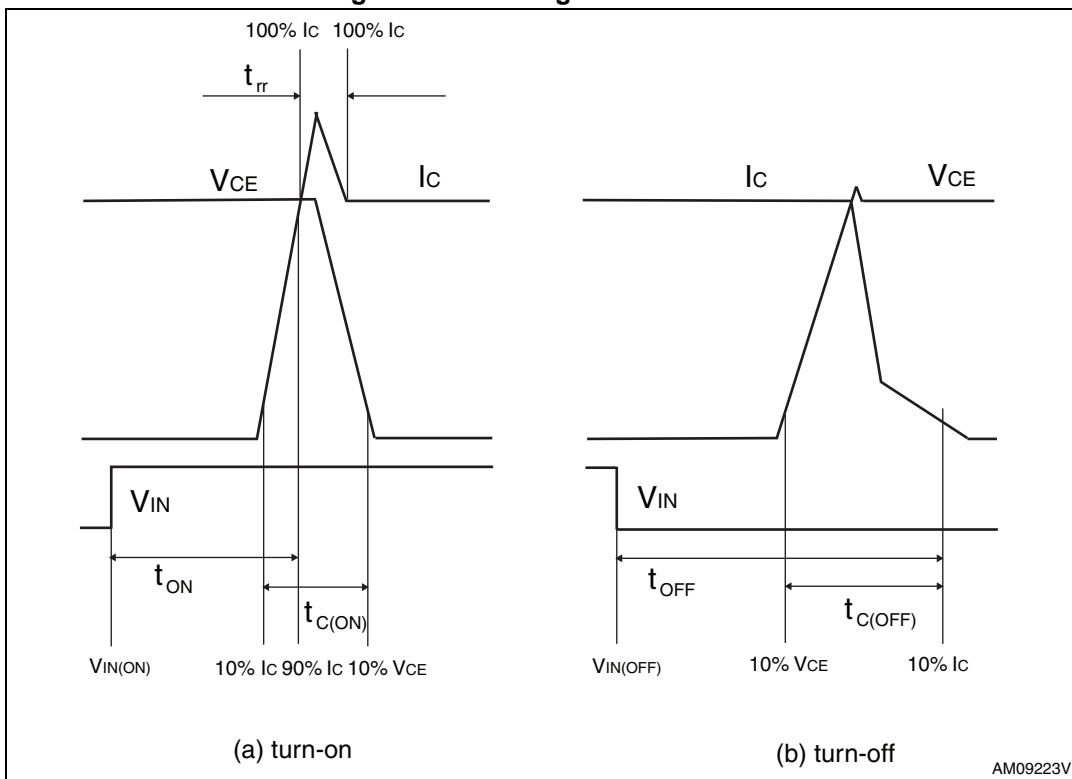 100% IC 100% IC
trr
VCE IC
VIN
tON
tC(ON)
VIN(ON) 10% IC 90% IC 10% VCE
(a) turn-on
IC VCE
VIN
tOFF
tC(OFF)
VIN(OFF) 10% VCE 10% IC
(b) turn-off